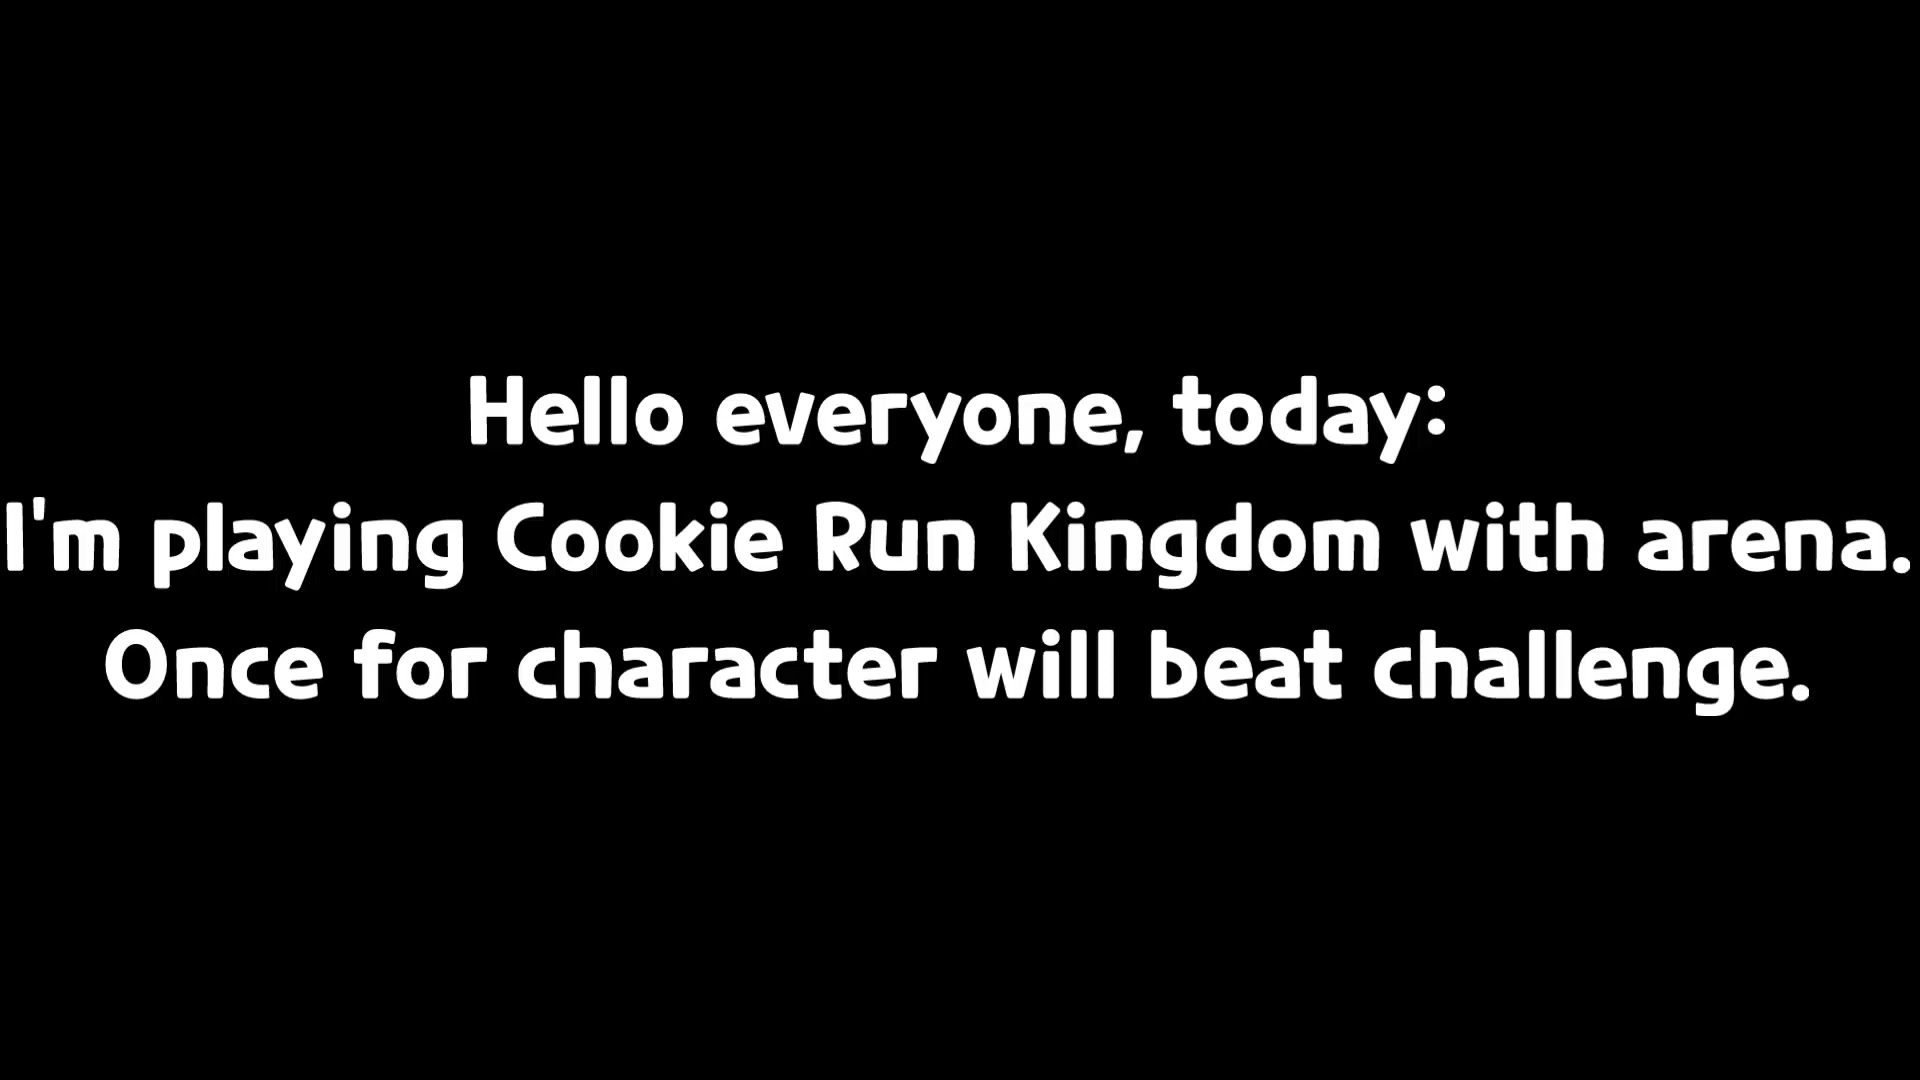 Hello everyone, today:
I'm playing Cookie Run Kingdom with arena.
Once for character will beat challenge.